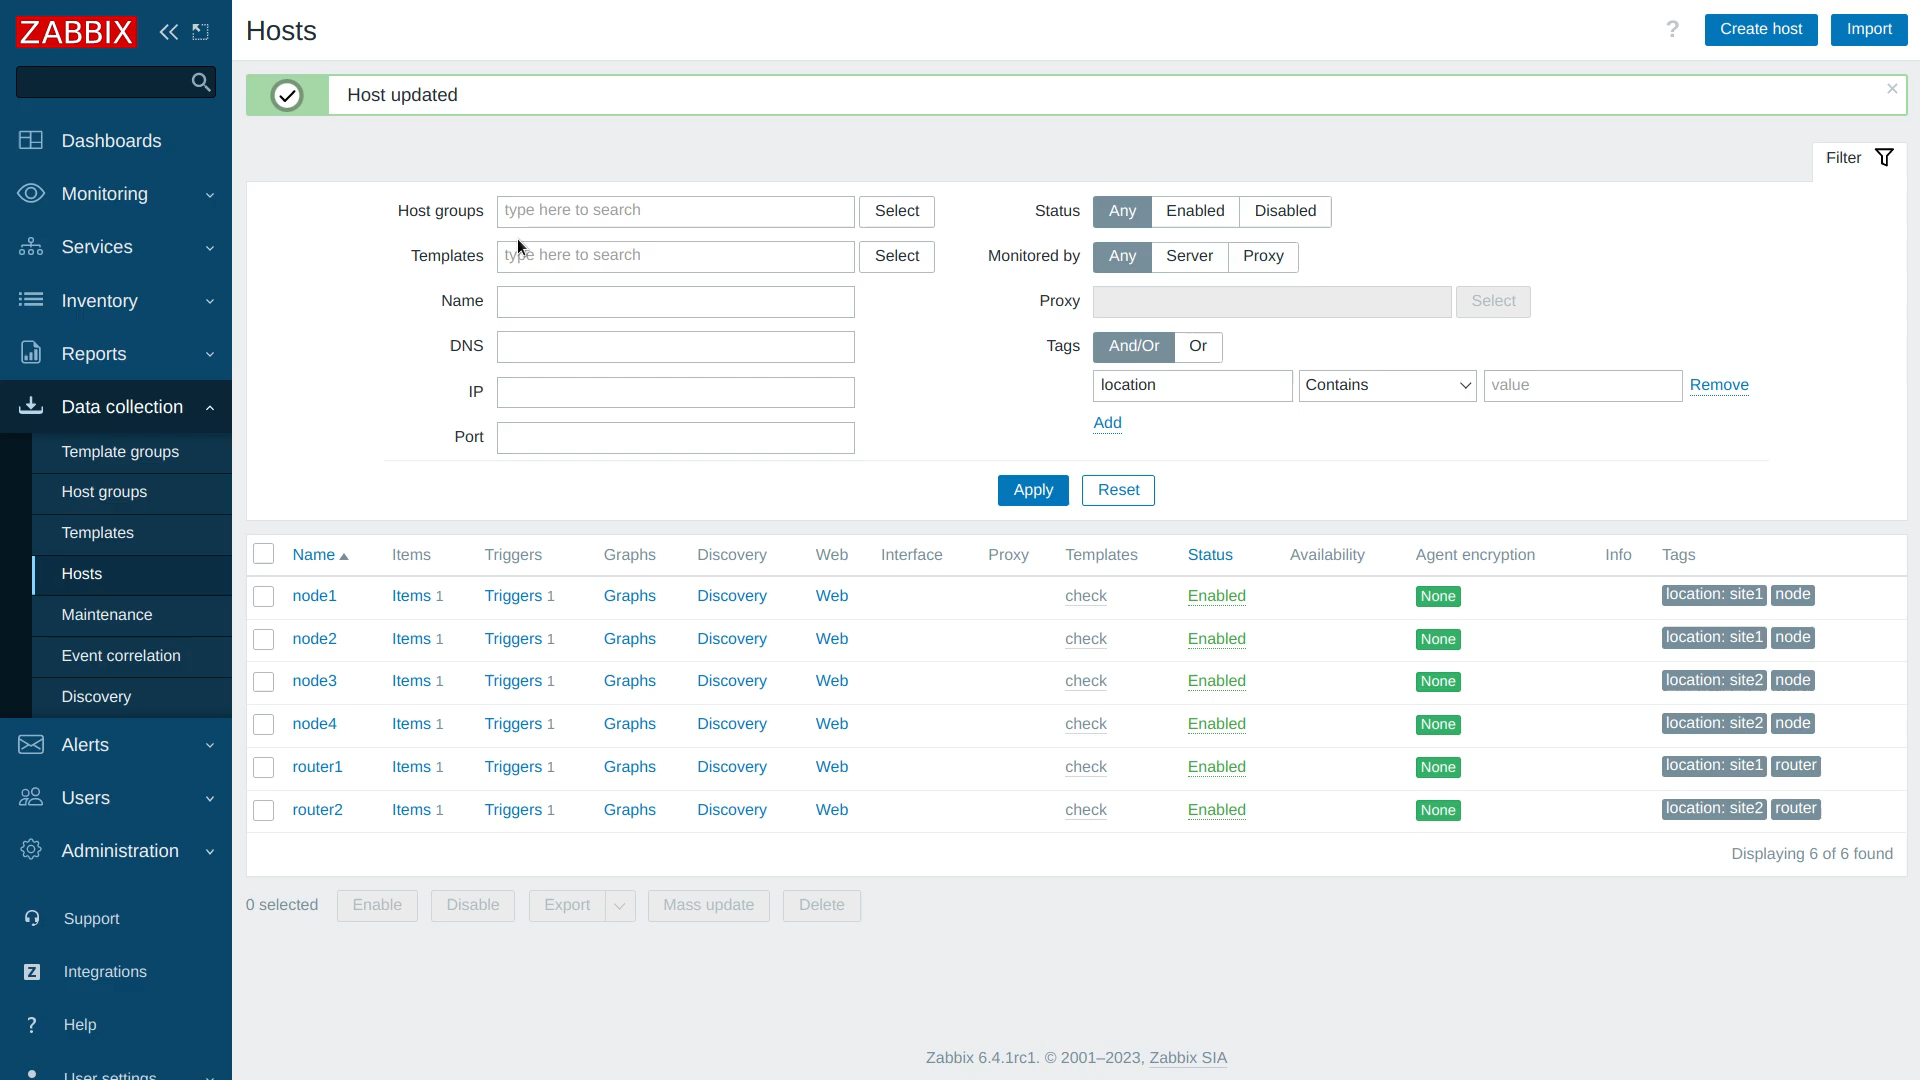 ZABBIX
Dashboards
Monitoring
Services
Inventory
Reports
Data collection
Template groups
Host groups
Templates
Hosts
Maintenance
Event correlation
Discovery
Alerts
Users
Administration
Support
Integrations
? Help
User settings
Hosts
? Create host Import
Host updated
Filter
Host groups type here to search Select
Templates type here to search Select
Name
DNS
IP
Port
Status Any Enabled Disabled
Monitored by Any Server Proxy
Proxy Select
Tags And/Or Or
location Contains value Remove
Add
Apply Reset
Name Items Triggers Graphs Discovery Web Interface Proxy Templates Status Availability Agent encryption Info Tags
node1 Items 1 Triggers 1 Graphs Discovery Web check Enabled None location: site1 node
node2 Items 1 Triggers 1 Graphs Discovery Web check Enabled None location: site1 node
node3 Items 1 Triggers 1 Graphs Discovery Web check Enabled None location: site2 node
node4 Items 1 Triggers 1 Graphs Discovery Web check Enabled None location: site2 node
router1 Items 1 Triggers 1 Graphs Discovery Web check Enabled None location: site1 router
router2 Items 1 Triggers 1 Graphs Discovery Web check Enabled None location: site2 router
Displaying 6 of 6 found
0 selected Enable Disable Export Mass update Delete
Zabbix 6.4.1rc1. © 2001–2023, Zabbix SIA